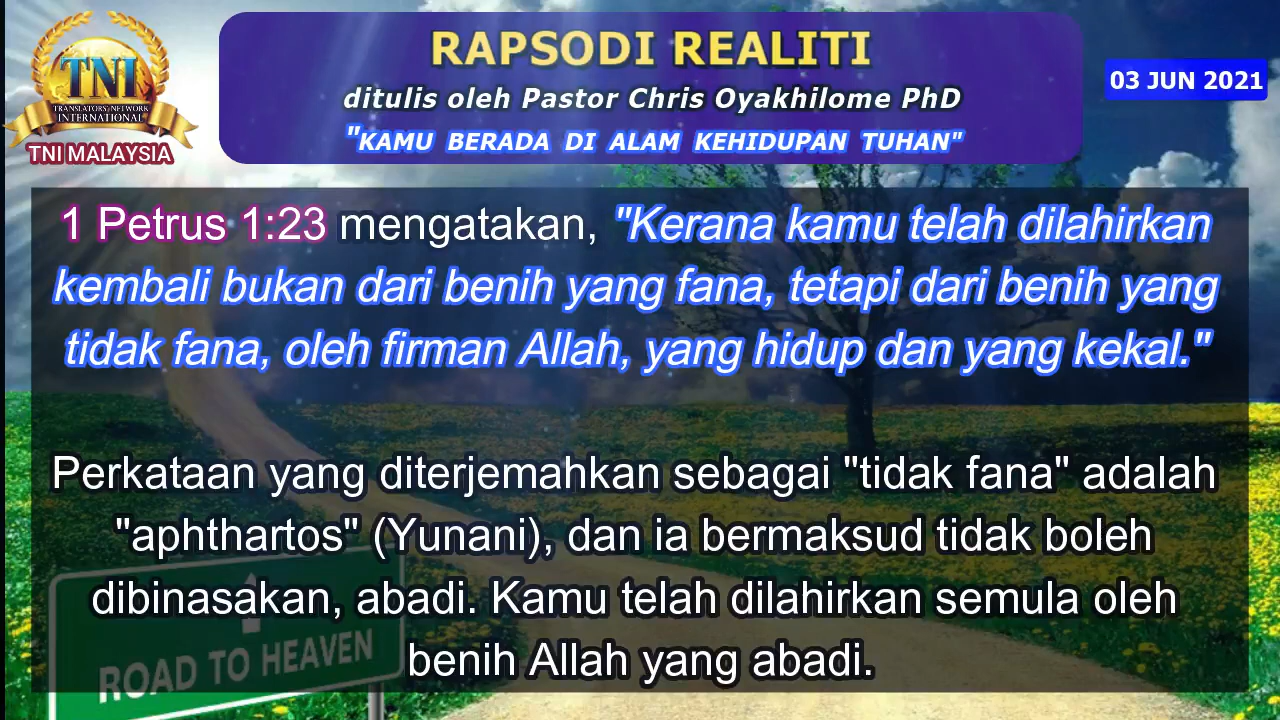 TNI
TRANSLATORS' NETWORK
INTERNATIONAL
TNI MALAYSIA
RAPSODI REALITI
ditulis oleh Pastor Chris Oyakhilome PhD
"KAMU BERADA DI ALAM KEHIDUPAN TUHAN"
03 JUN 2021
1 Petrus 1:23 mengatakan, "Kerana kamu telah dilahirkan
kembali bukan dari benih yang fana, tetapi dari benih yang
tidak fana, oleh firman Allah, yang hidup dan yang kekal."
Perkataan yang diterjemahkan sebagai "tidak fana" adalah
"aphthartos" (Yunani), dan ia bermaksud tidak boleh
dibinasakan, abadi. Kamu telah dilahirkan semula oleh
benih Allah yang abadi.
ROAD TO HEAVEN